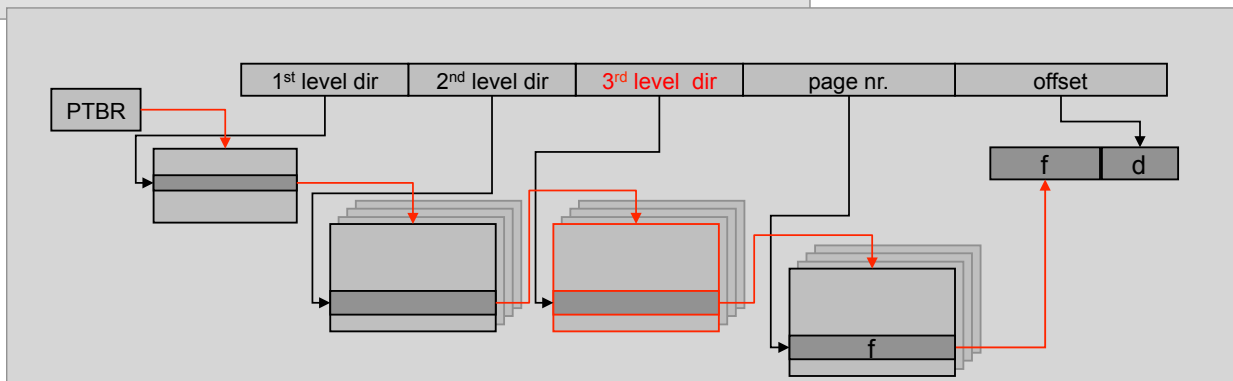 1st level dir 2nd level dir 3rd level dir page nr. offset
PTBR
f d
f